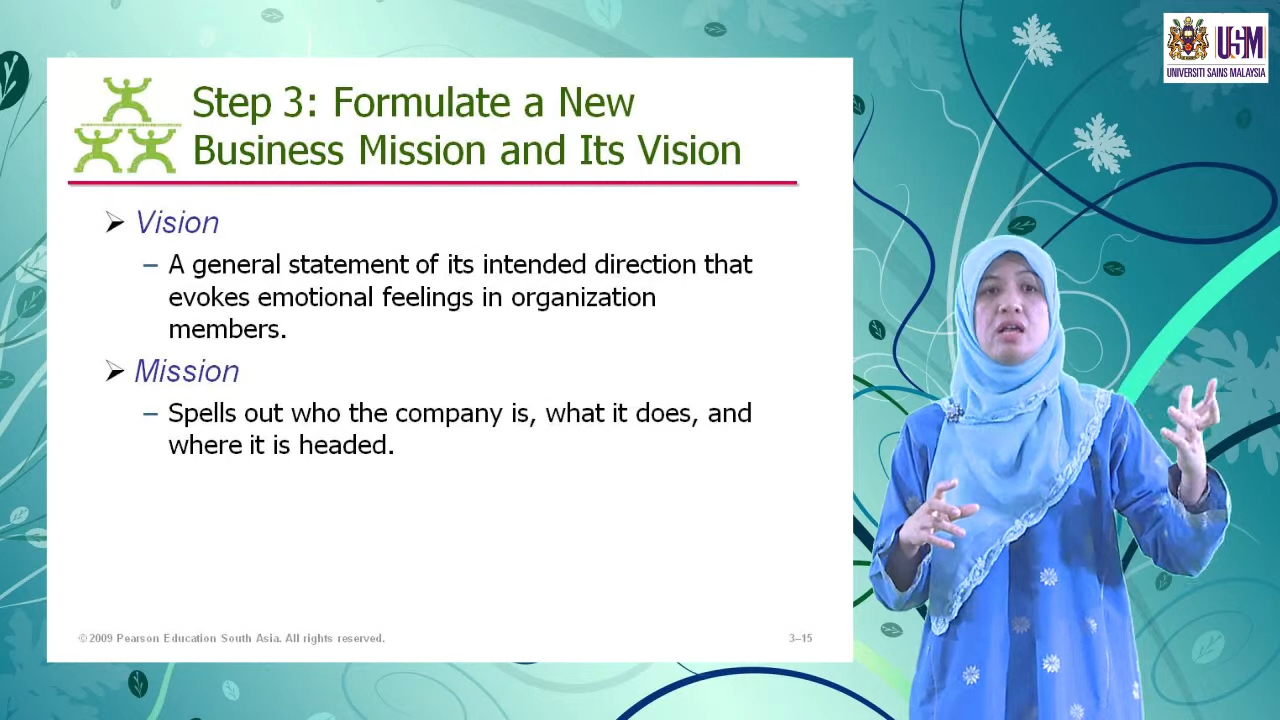 USM
UNIVERSITI SAINS MALAYSIA
Step 3: Formulate a New
Business Mission and Its Vision
➢ Vision
– A general statement of its intended direction that
evokes emotional feelings in organization
members.
➢ Mission
– Spells out who the company is, what it does, and
where it is headed.
© 2009 Pearson Education South Asia. All rights reserved.
3–15